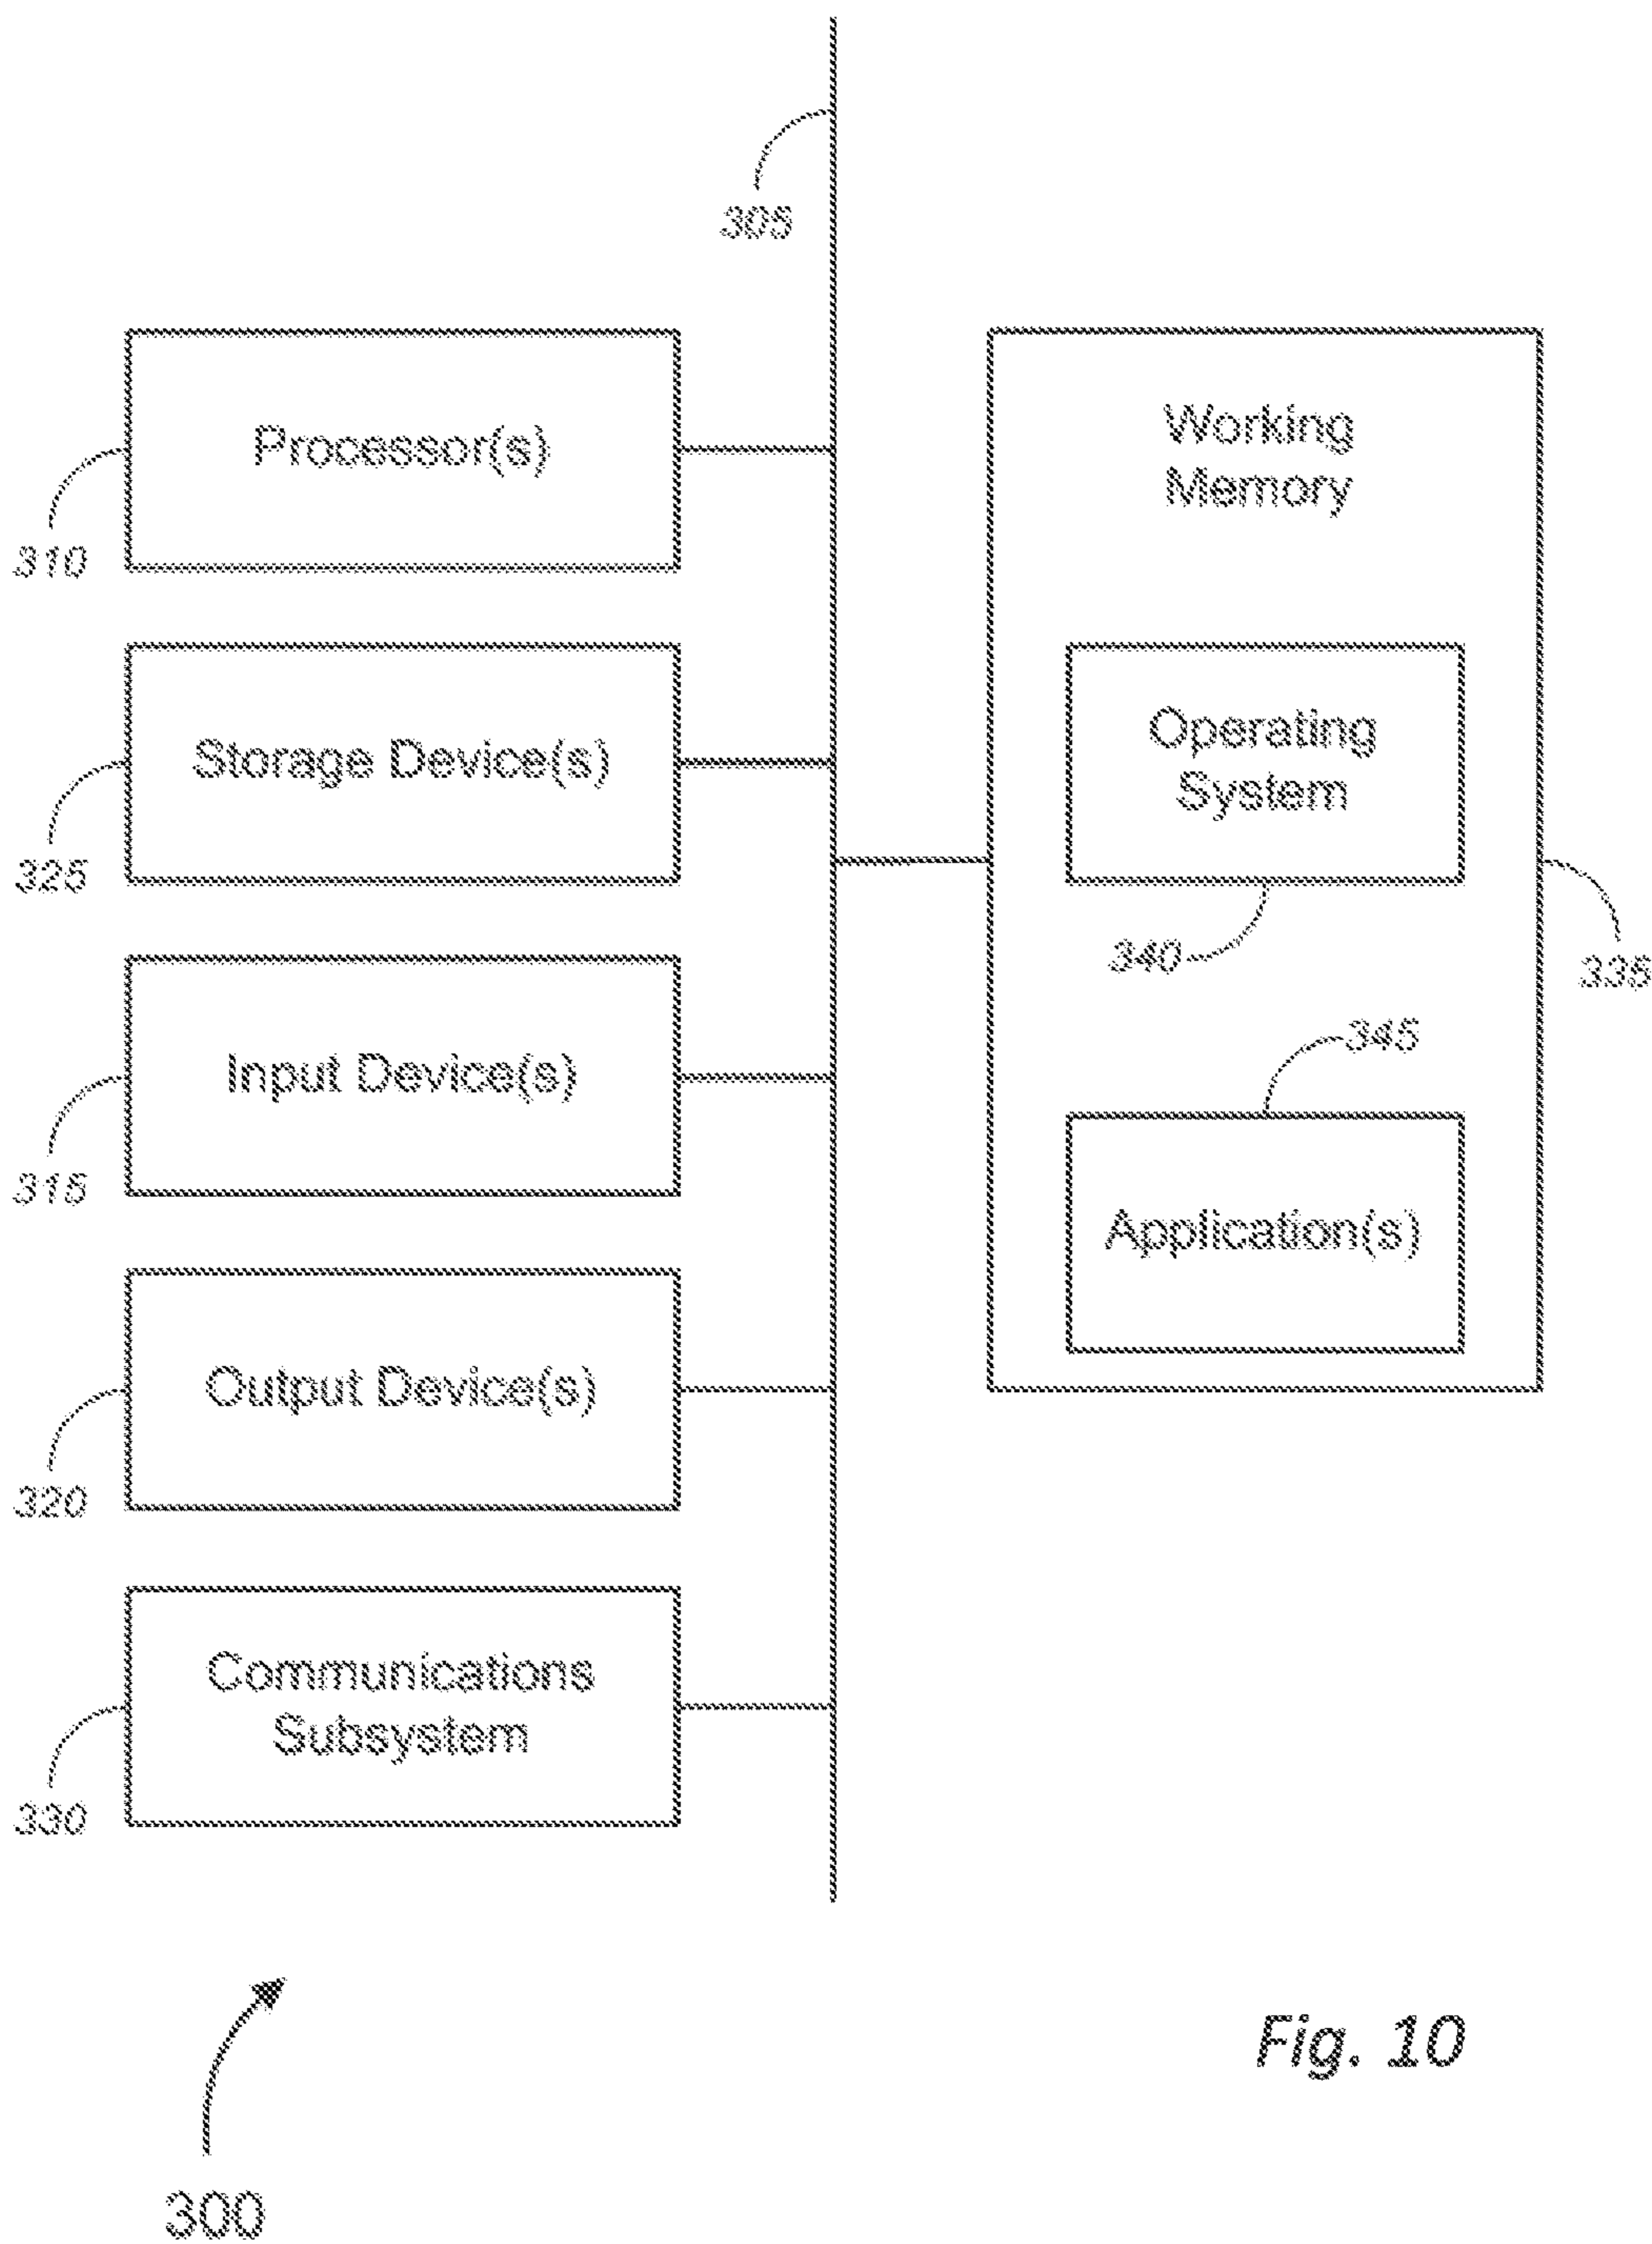 305
Processor(s)
310
Storage Device(s)
325
Input Device(s)
315
Output Device(s)
320
Communications
Subsystem
330
Working
Memory
Operating
System
340
335
345
Application(s)
300
Fig. 10